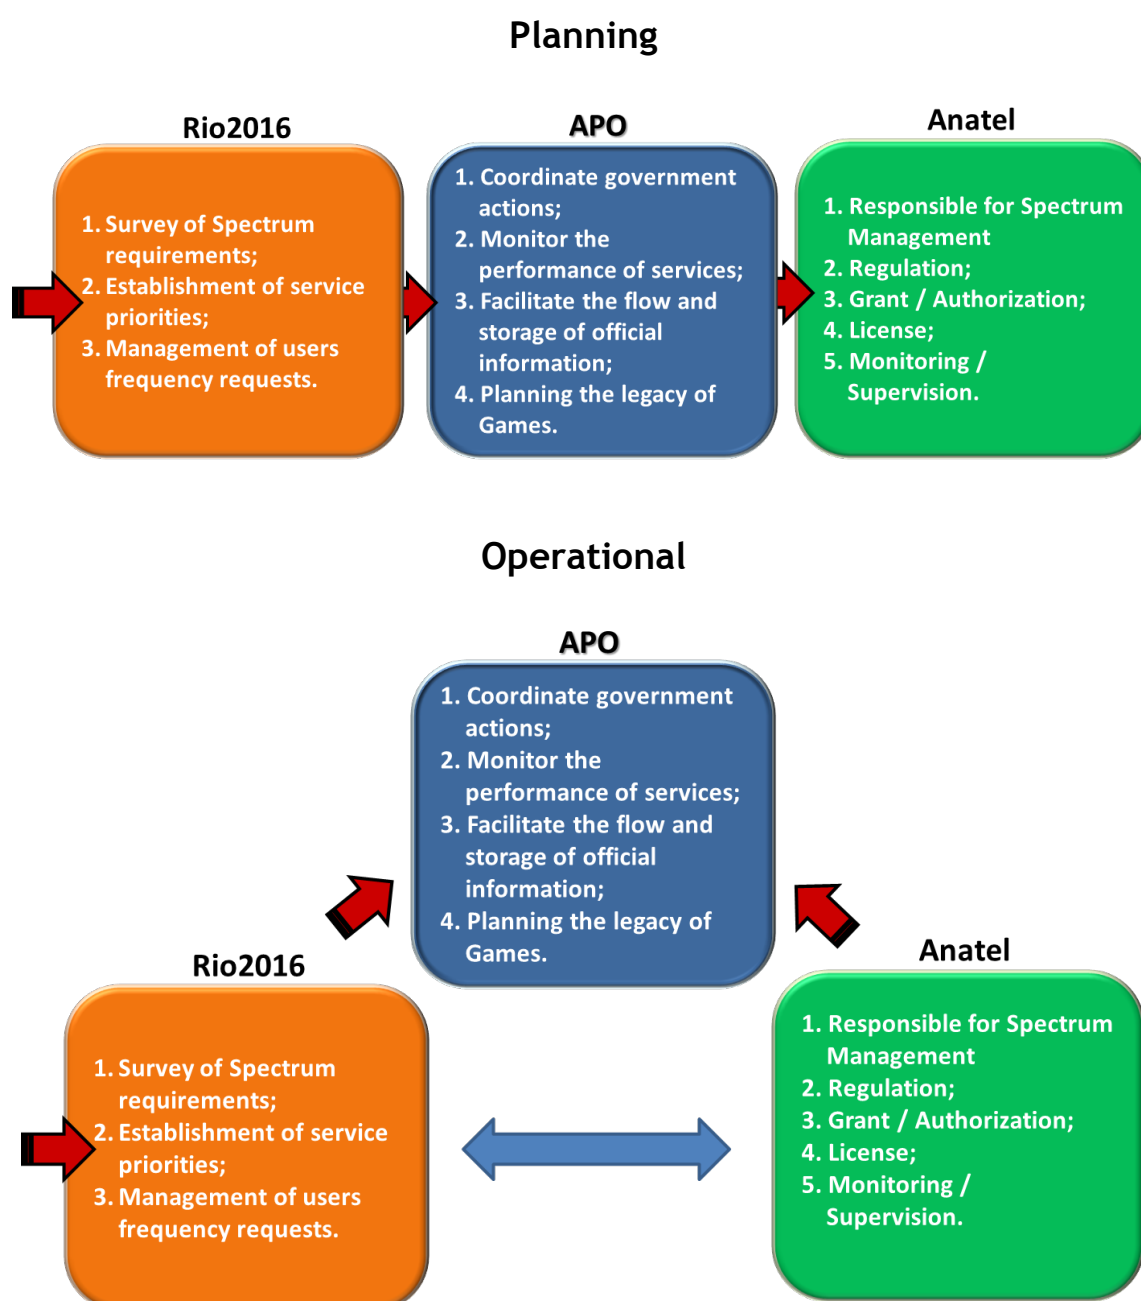 Planning
Rio2016
1. Survey of Spectrum
requirements;
2. Establishment of service
priorities;
3. Management of users
frequency requests.
APO
1. Coordinate government
actions;
2. Monitor the
performance of services;
3. Facilitate the flow and
storage of official
information;
4. Planning the legacy of
Games.
Anatel
1. Responsible for Spectrum
Management
2. Regulation;
3. Grant / Authorization;
4. License;
5. Monitoring /
Supervision.
Operational
APO
1. Coordinate government
actions;
2. Monitor the
performance of services;
3. Facilitate the flow and
storage of official
information;
4. Planning the legacy of
Games.
Rio2016
1. Survey of Spectrum
requirements;
2. Establishment of service
priorities;
3. Management of users
frequency requests.
Anatel
1. Responsible for Spectrum
Management
2. Regulation;
3. Grant / Authorization;
4. License;
5. Monitoring /
Supervision.